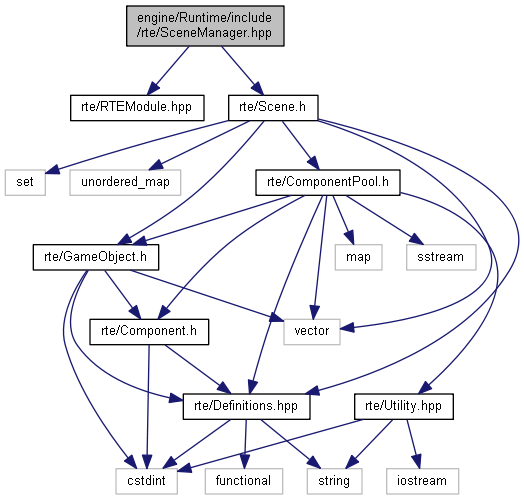 engine/Runtime/include
/rte/SceneManager.hpp
rte/RTEModule.hpp
rte/Scene.h
set
unordered_map
rte/ComponentPool.h
rte/GameObject.h
map
sstream
rte/Component.h
vector
rte/Definitions.hpp
rte/Utility.hpp
cstdint
functional
string
iostream